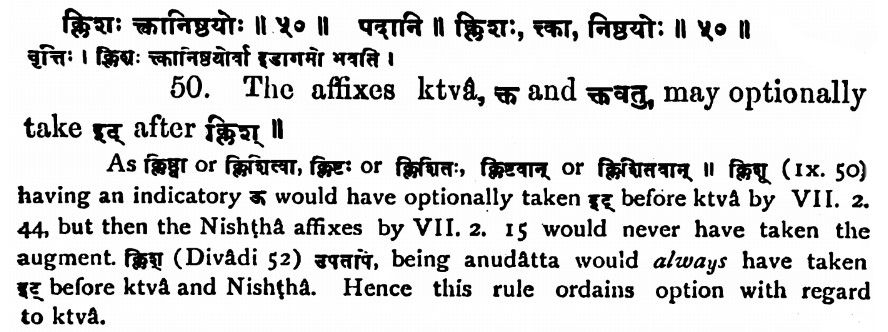 क्लिशः क्त्वानिष्ठयोः ॥ ५० ॥ पदानि ॥ क्लिशः, त्त्का, निष्ठयोः ॥ ५० ॥
वृत्तिः । क्लिशः क्त्वानिष्ठयोर्वा इडागमो भवति ।
50. The affixes ktvâ, क्त and क्तवतु, may optionally
take इट् after क्लिश् ॥
As क्लिष्ट्वा or क्लिशित्वा, क्लिष्टः or क्लिशितः, क्लिष्टवान् or क्लिशितवान् ॥ क्लिशू (IX. 50)
having an indicatory ऊ would have optionally taken इट् before ktvâ by VII. 2.
44, but then the Nishṭhâ affixes by VII. 2. 15 would never have taken the
augment. क्लिश् (Divâdi 52) उपतापे, being anudâtta would always have taken
इट् before ktvâ and Nishṭhâ. Hence this rule ordains option with regard
to ktvâ.